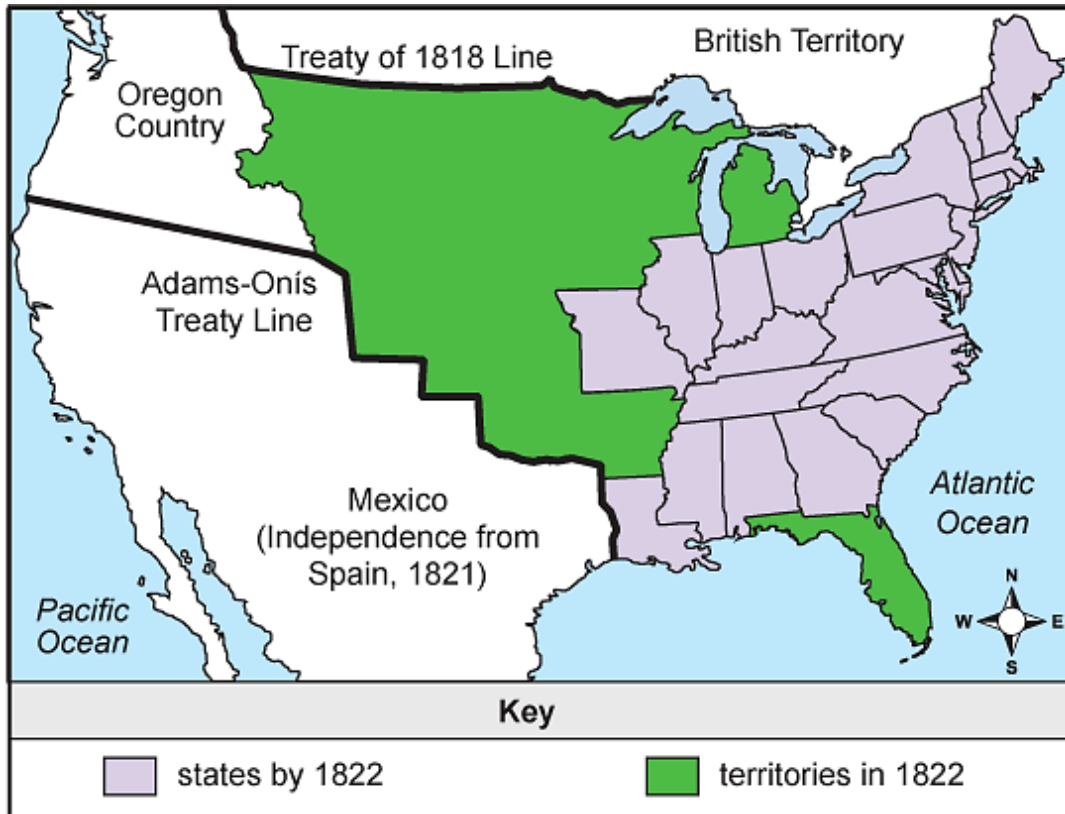 Treaty of 1818 Line
British Territory
Oregon
Country
Adams-Onís
Treaty Line
Mexico
(Independence from
Spain, 1821)
Atlantic
Ocean
Pacific
Ocean
N
W
E
S
Key
states by 1822
territories in 1822